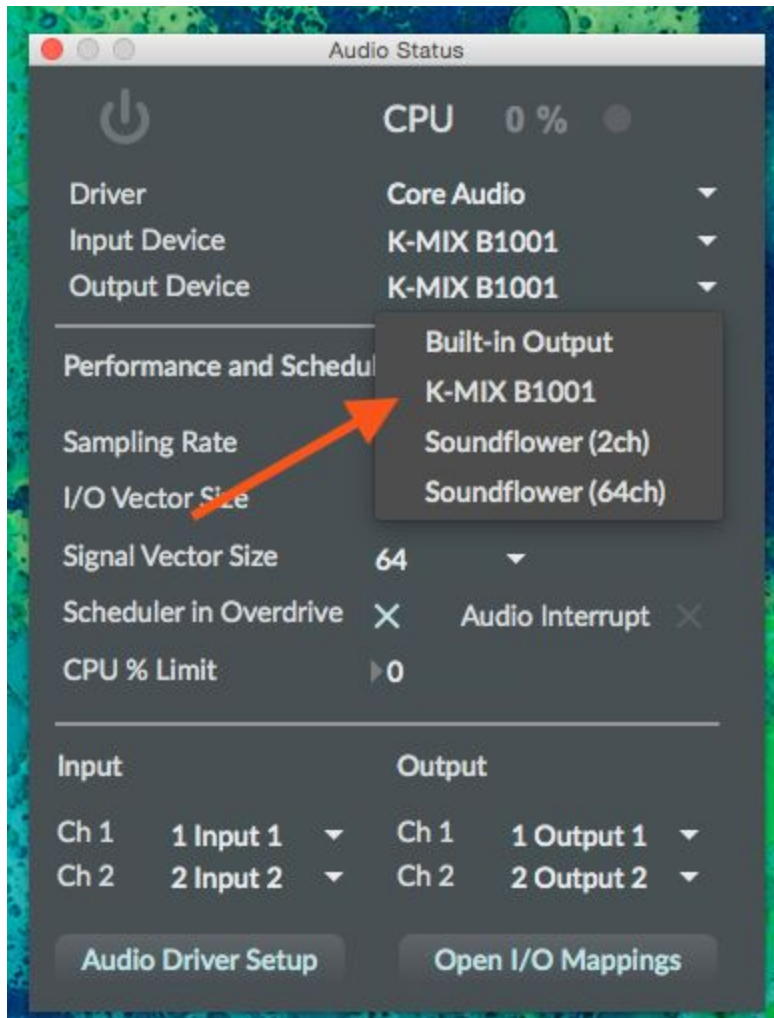 Audio Status
CPU 0 %
Driver Core Audio
Input Device K-MIX B1001
Output Device K-MIX B1001
Built-in Output
Performance and Schedul
K-MIX B1001
Sampling Rate Soundflower (2ch)
I/O Vector Size Soundflower (64ch)
Signal Vector Size 64
Scheduler in Overdrive Audio Interrupt
CPU % Limit 0
Input Output
Ch 1 1 Input 1 Ch 1 1 Output 1
Ch 2 2 Input 2 Ch 2 2 Output 2
Audio Driver Setup Open I/O Mappings